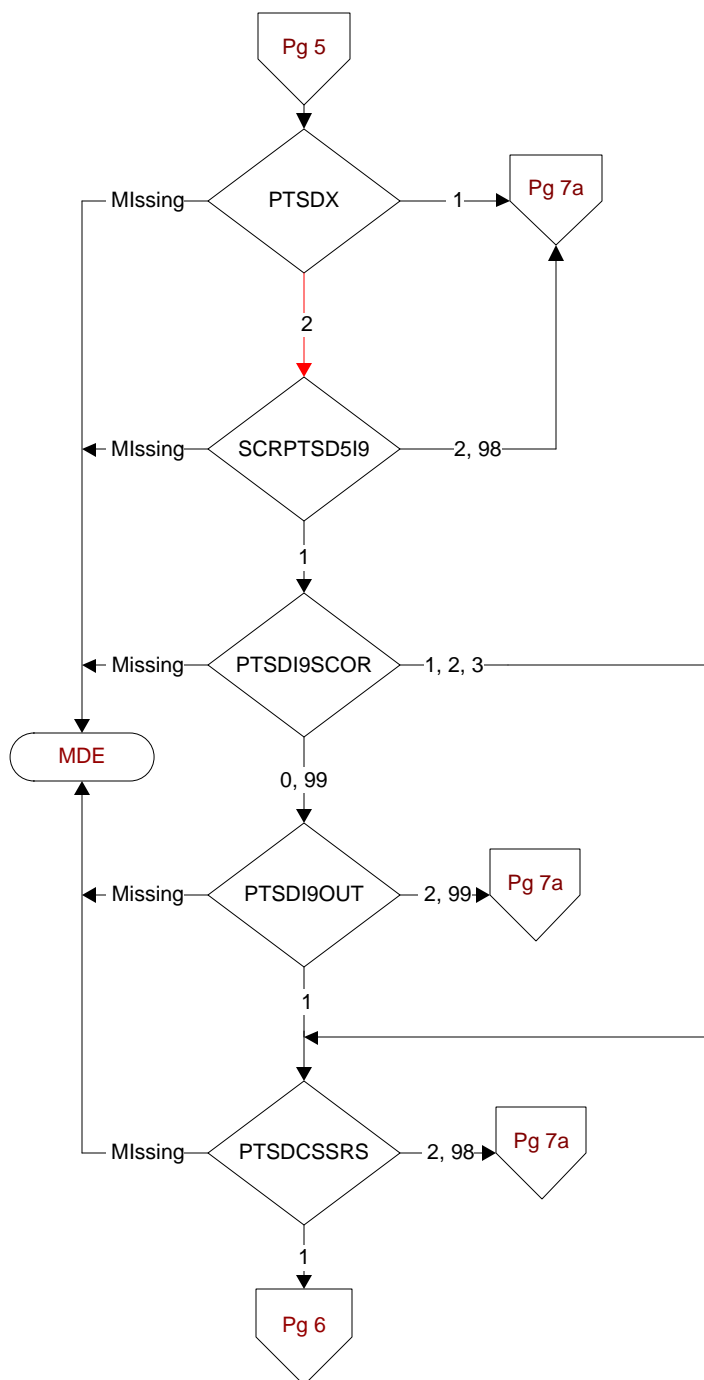 Pg 5
MIssing
PTSDX
1
Pg 7a
2
MIssing
SCRPTSD5I9
2, 98
1
Missing
PTSDI9SCOR
1, 2, 3
MDE
0, 99
Missing
PTSDI9OUT
2, 99
Pg 7a
1
MIssing
PTSDCSSRS
2, 98
Pg 7a
1
Pg 6